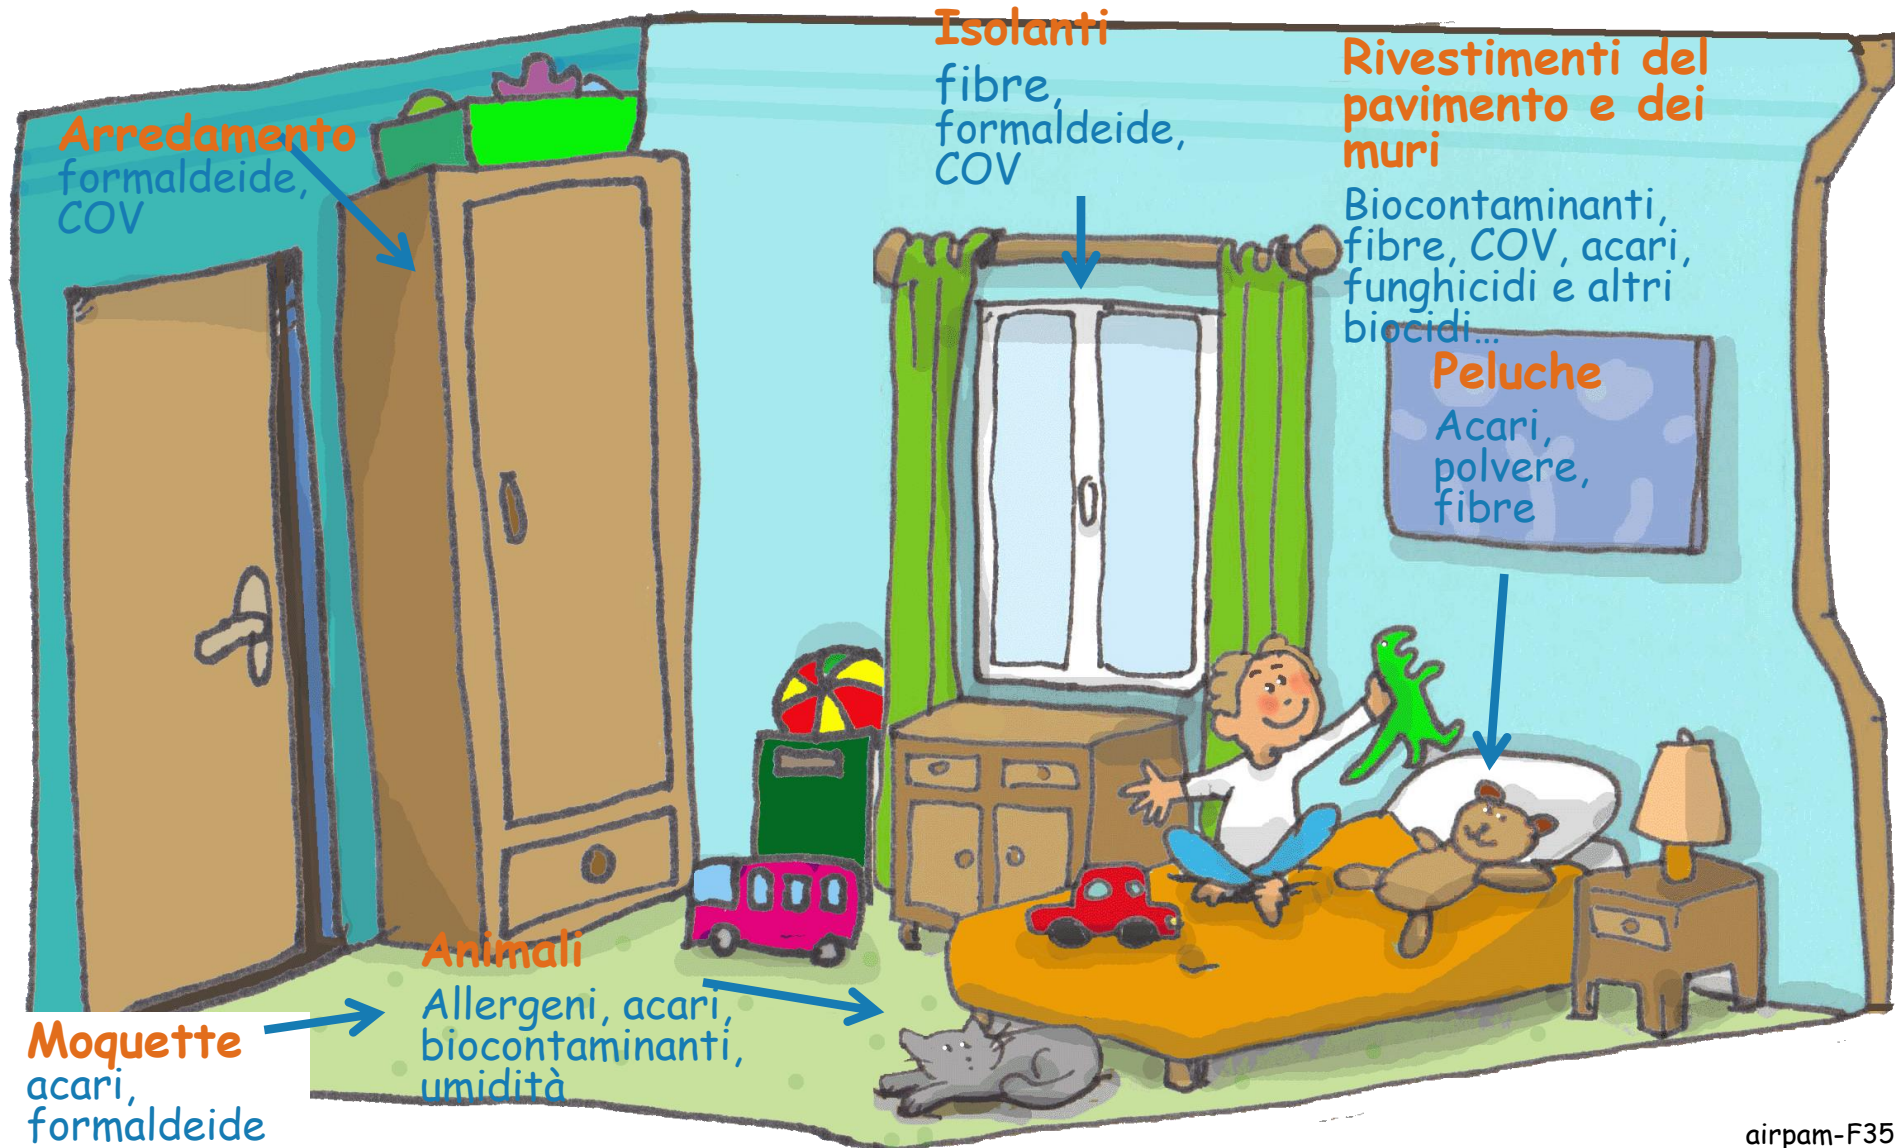 Arredamento
formaldeide,
COV
Isolanti
fibre,
formaldeide,
COV
Rivestimenti del
pavimento e dei
muri
Biocontaminanti,
fibre, COV, acari,
funghicidi e altri
biocidi...
Peluche
Acari,
polvere,
fibre
Animali
Allergeni, acari,
biocontaminanti,
umidità
Moquette
acari,
formaldeide
airpam-F35